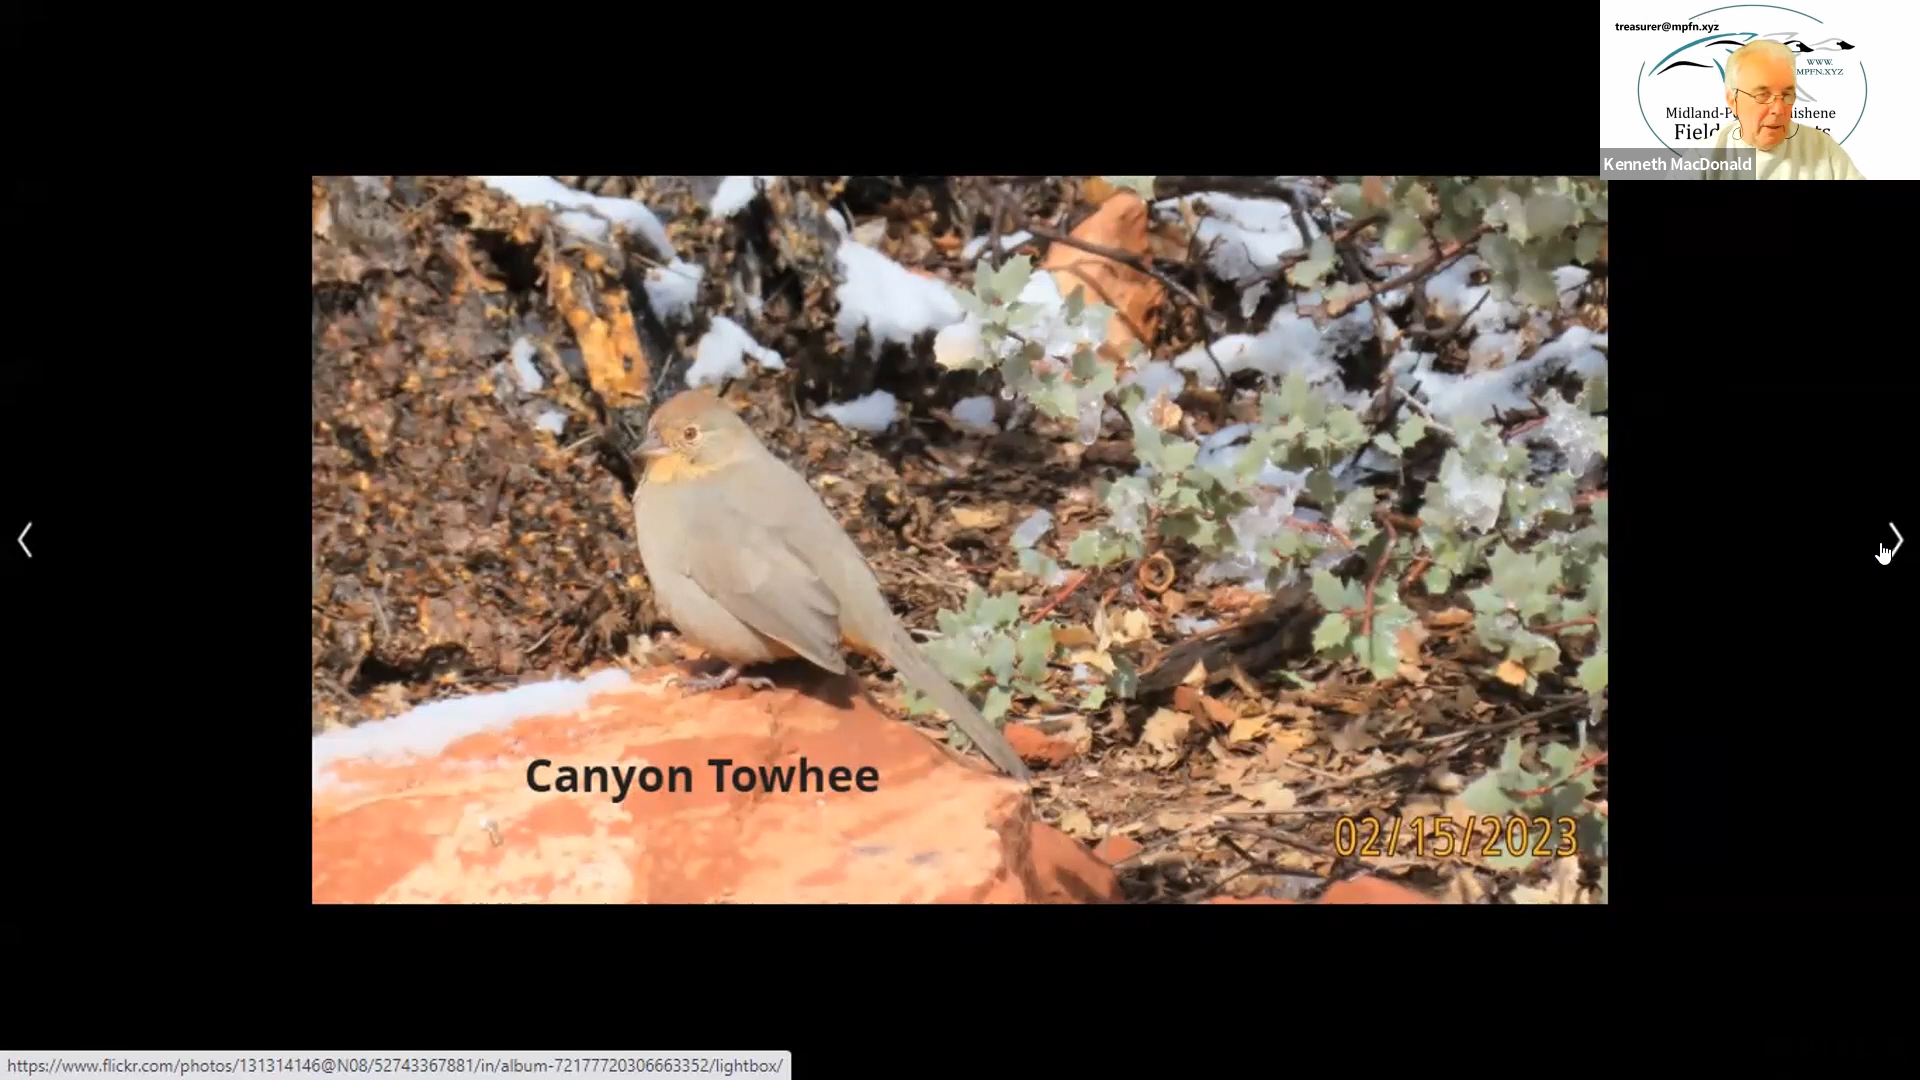 treasurer@mpfn.xyz
WWW.
MPFN.XYZ
Midland-P
ishene
Field
ts
Kenneth MacDonald
Canyon Towhee
02/15/2023
https://www.flickr.com/photos/131314146@N08/52743367881/in/album-72177720306663352/lightbox/